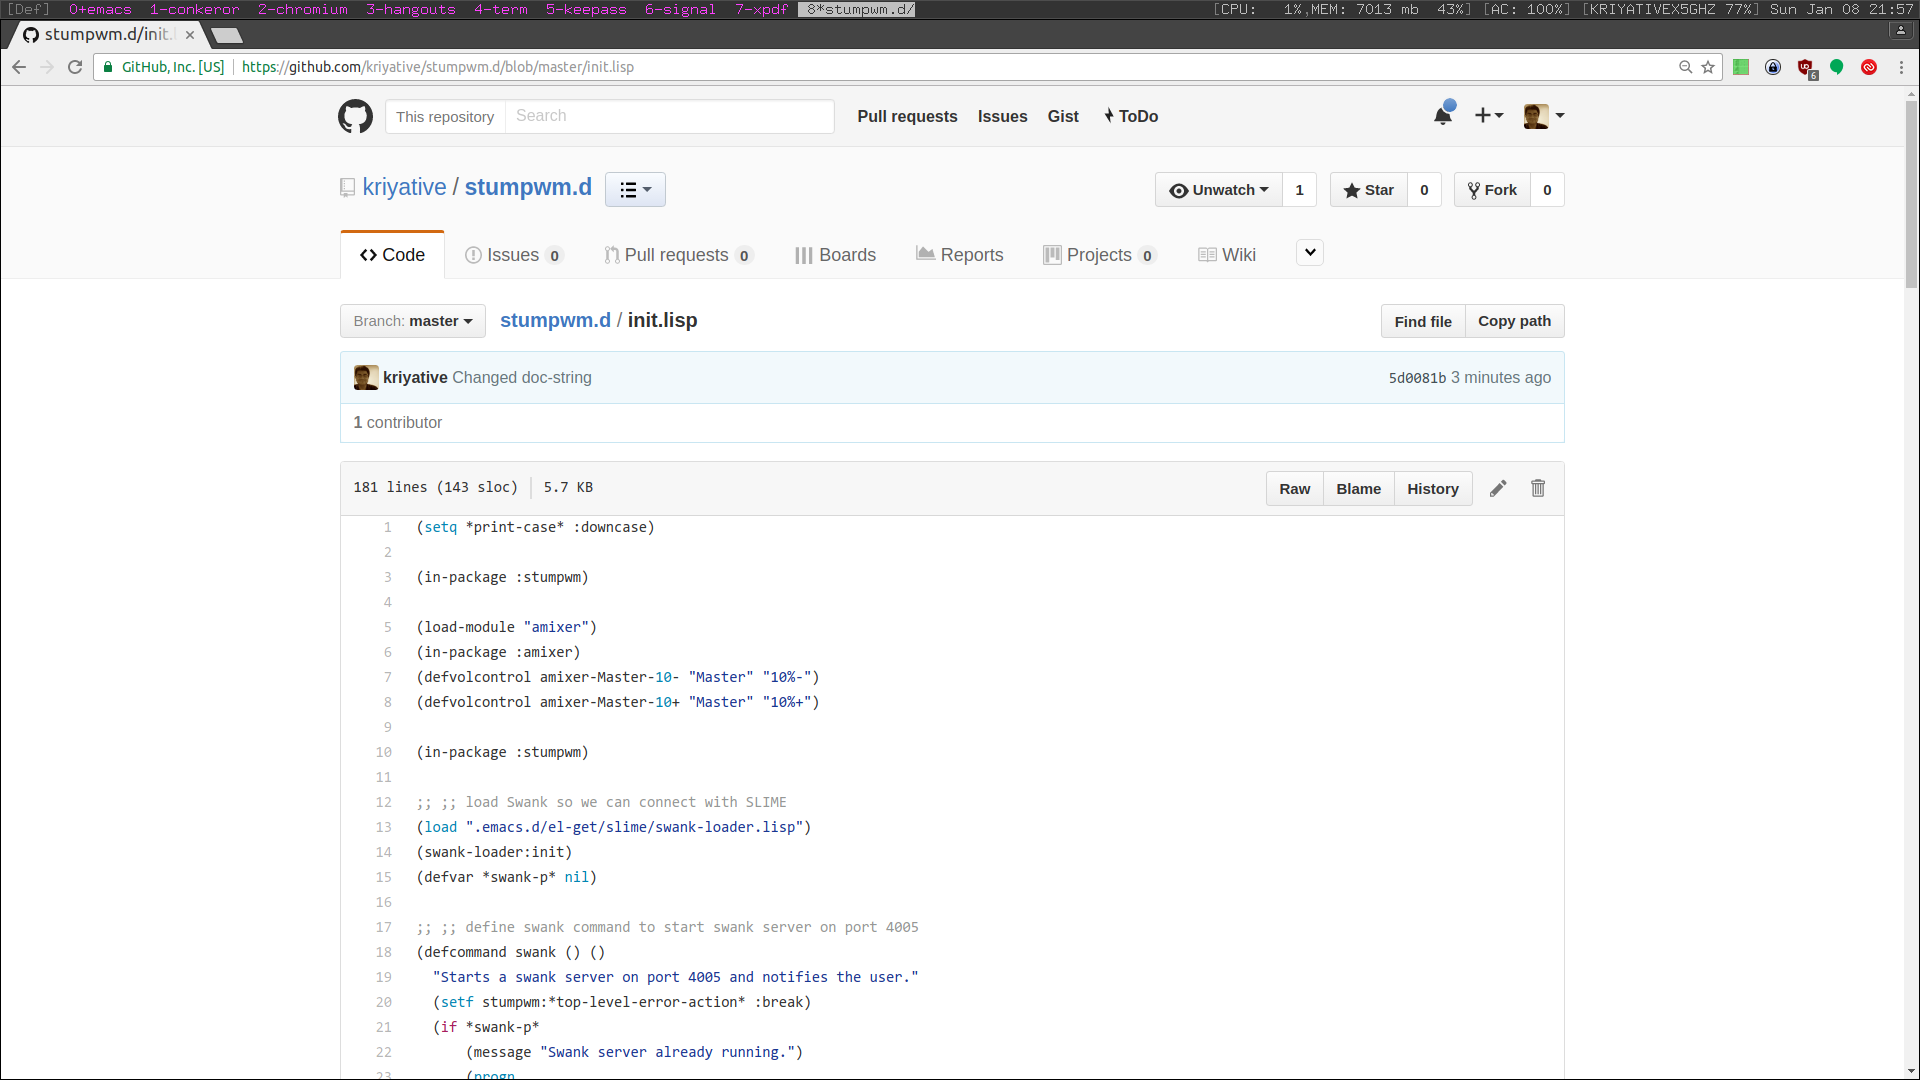 [Def] 0+emacs 1-conkeror 2-chromium 3-hangouts 4-term 5-keepass 6-signal 7-xpdf 8*stumpwm.d/ [CPU: 1%,MEM: 7013 mb 43%] [AC: 100%] [KRIYATIVEX5GHZ 77%] Sun Jan 08 21:57
stumpwm.d/init.l
GitHub, Inc. [US] https://github.com/kriyative/stumpwm.d/blob/master/init.lisp 6
This repository Search Pull requests Issues Gist ToDo
kriyative / stumpwm.d Unwatch 1 Star 0 Fork 0
Code Issues 0 Pull requests 0 Boards Reports Projects 0 Wiki
Branch: master stumpwm.d / init.lisp Find file Copy path
kriyative Changed doc-string 5d0081b 3 minutes ago
1 contributor
181 lines (143 sloc) 5.7 KB Raw Blame History
1 (setq *print-case* :downcase)
2
3 (in-package :stumpwm)
4
5 (load-module "amixer")
6 (in-package :amixer)
7 (defvolcontrol amixer-Master-10- "Master" "10%-")
8 (defvolcontrol amixer-Master-10+ "Master" "10%+")
9
10 (in-package :stumpwm)
11
12 ;; ;; load Swank so we can connect with SLIME
13 (load ".emacs.d/el-get/slime/swank-loader.lisp")
14 (swank-loader:init)
15 (defvar *swank-p* nil)
16
17 ;; ;; define swank command to start swank server on port 4005
18 (defcommand swank () ()
19 "Starts a swank server on port 4005 and notifies the user."
20 (setf stumpwm:*top-level-error-action* :break)
21 (if *swank-p*
22 (message "Swank server already running.")
23 (progn